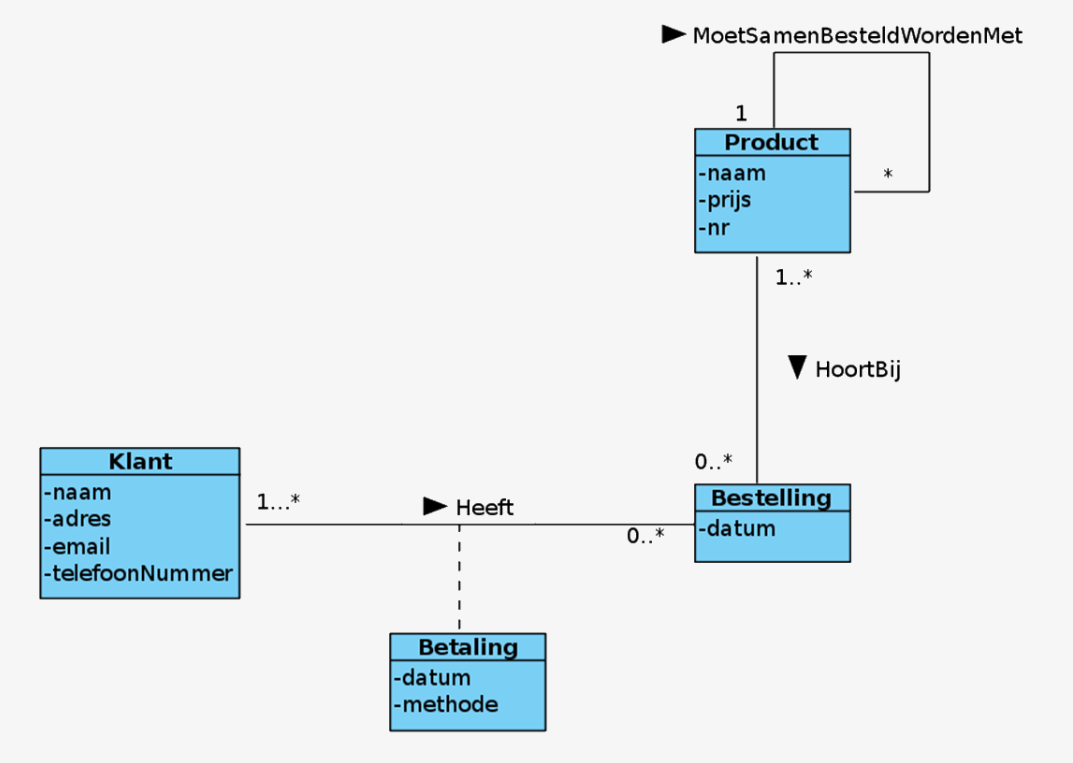 MoetSamenBesteldWordenMet
1
Product
-naam
-prijs
-nr
*
1..*
HoortBij
0..*
Klant
-naam
-adres
-email
-telefoonNummer
1...*
Heeft
0..*
Bestelling
-datum
Betaling
-datum
-methode